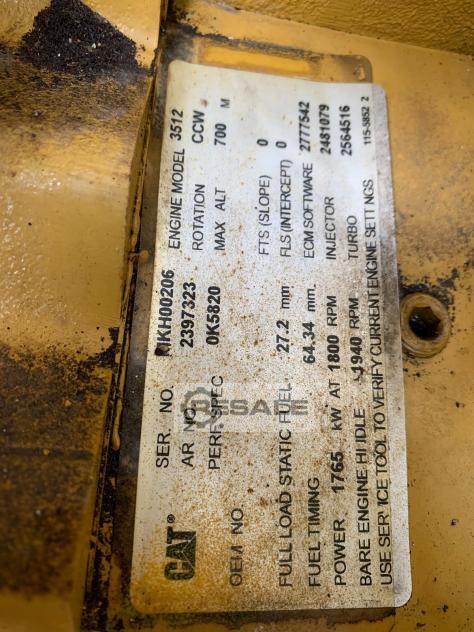 CAT®
SER. NO. ENGINE MODEL 3512
AR NO. 2397323 ROTATION CCW
PERF SPEC 0K5820 MAX ALT 700 M
OEM NO. FTS (SLOPE) 0
FULL LOAD STATIC FUEL 27.2 mm FLS (INTERCEPT) 0
FUEL TIMING 64.34 mm. ECM SOFTWARE 2777542
POWER 1765 kW AT 1800 RPM INJECTOR 2481079
BARE ENGINE HI IDLE 1940 RPM TURBO 2564516
USE SERVICE TOOL TO VERIFY CURRENT ENGINE SETTINGS 115-5852 2
RESALE